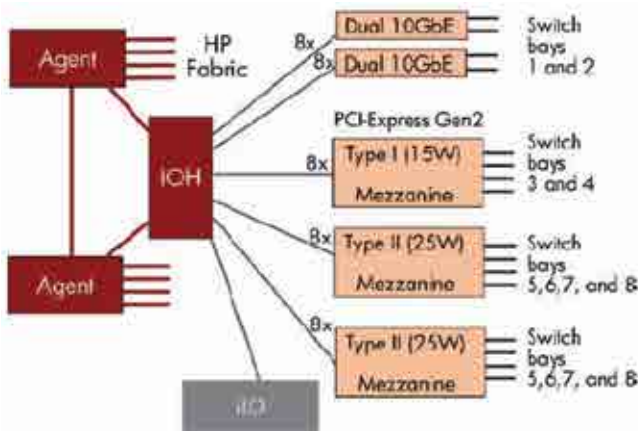 Agent
HP
Fabric
8x
8x
Dual 10GbE
Dual 10GbE
Switch
bays
1 and 2
PCI-Express Gen2
IOH
8x
Type I (15W)
Mezzanine
Switch
bays
3 and 4
8x
Type II (25W)
Mezzanine
Switch
bays
5,6,7, and 8
Agent
8x
Type II (25W)
Mezzanine
Switch
bays
5,6,7, and 8
iLO